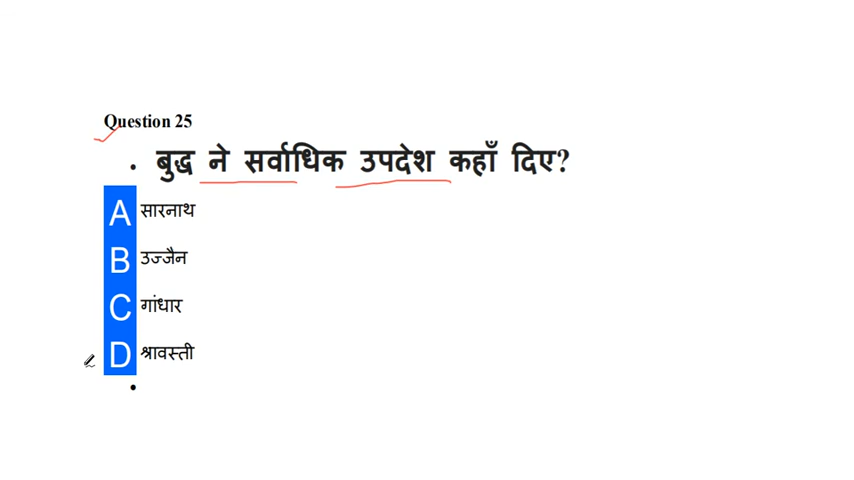 Question 25
• बुद्ध ने सर्वाधिक उपदेश कहाँ दिए?
A सारनाथ
B उज्जैन
C गांधार
D श्रावस्ती
•